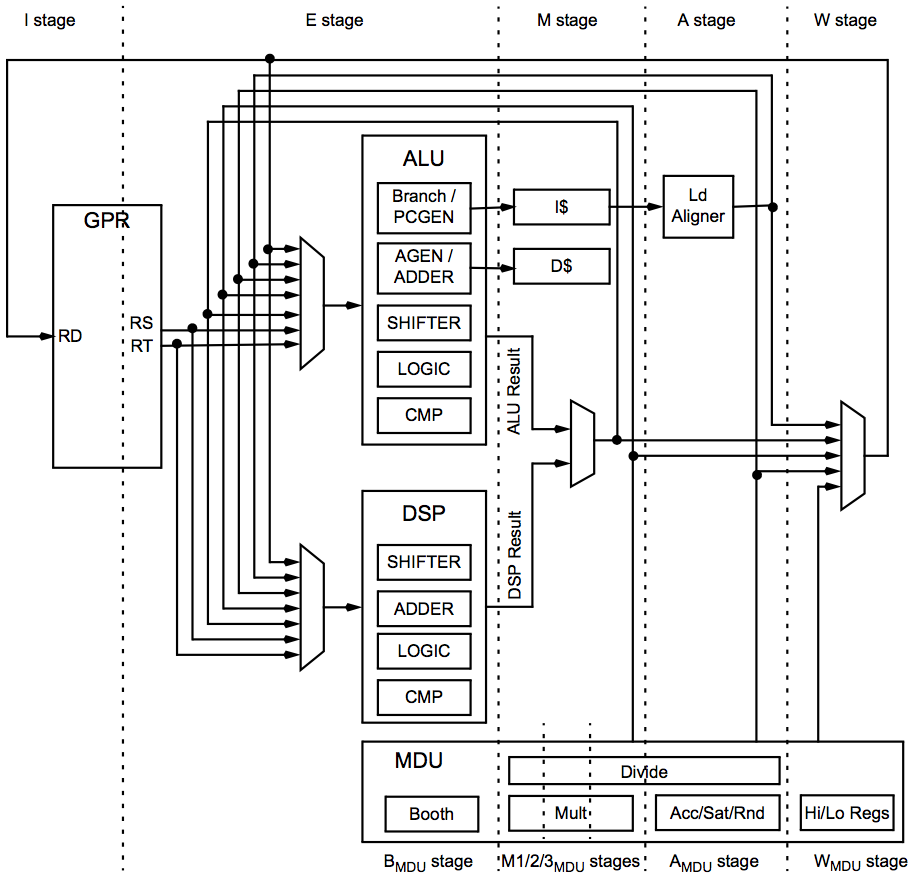 I stage
E stage
M stage
A stage
W stage
ALU
Branch /
PCGEN
I$
Ld
Aligner
GPR
AGEN /
ADDER
D$
SHIFTER
RS
RD
RT
LOGIC
CMP
ALU Result
DSP
DSP Result
SHIFTER
ADDER
LOGIC
CMP
MDU
Divide
Booth
Mult
Acc/Sat/Rnd
Hi/Lo Regs
BMDU stage
M1/2/3MDU stages
AMDU stage
WMDU stage